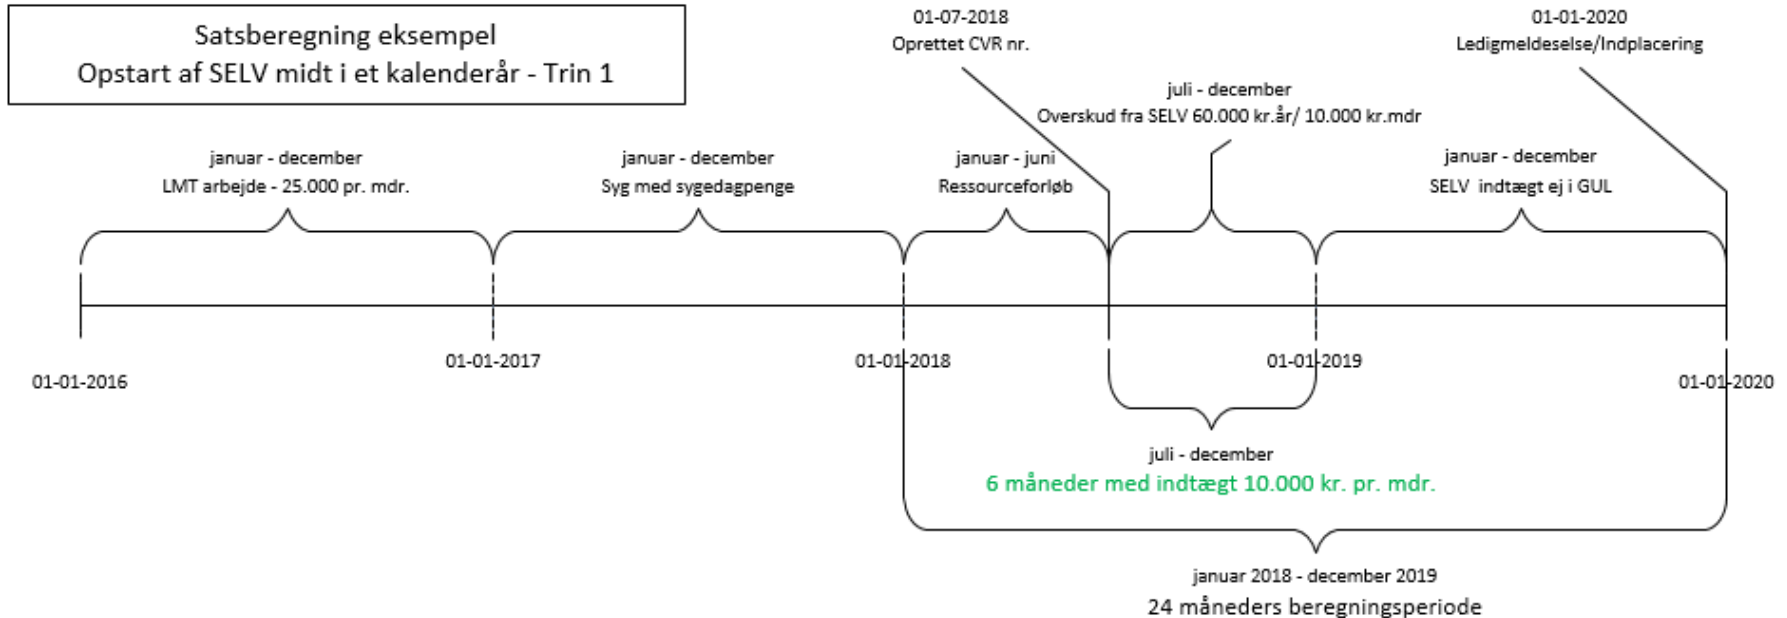 Satsberegning eksempel
Opstart af SELV midt i et kalenderår - Trin 1
01-07-2018
Oprettet CVR nr.
01-01-2020
Ledigmeldeselse/Indplacering
juli - december
Overskud fra SELV 60.000 kr.år/ 10.000 kr.mdr
januar - december
LMT arbejde - 25.000 pr. mdr.
januar - december
Syg med sygedagpenge
januar - juni
Ressourceforløb
januar - december
SELV indtægt ej i GUL
01-01-2016
01-01-2017
01-01-2018
01-01-2019
01-01-2020
juli - december
6 måneder med indtægt 10.000 kr. pr. mdr.
januar 2018 - december 2019
24 måneders beregningsperiode